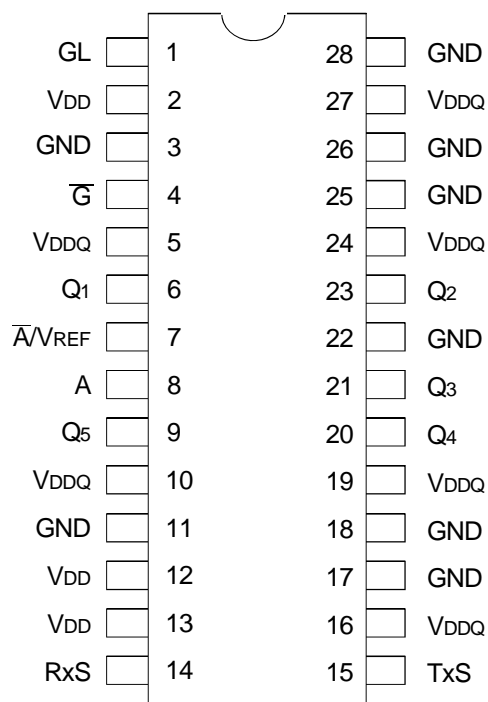 GL 1 28 GND
VDD 2 27 VDDQ
GND 3 26 GND
G̅ 4 25 GND
VDDQ 5 24 VDDQ
Q1 6 23 Q2
A̅/VREF 7 22 GND
A 8 21 Q3
Q5 9 20 Q4
VDDQ 10 19 VDDQ
GND 11 18 GND
VDD 12 17 GND
VDD 13 16 VDDQ
RxS 14 15 TxS